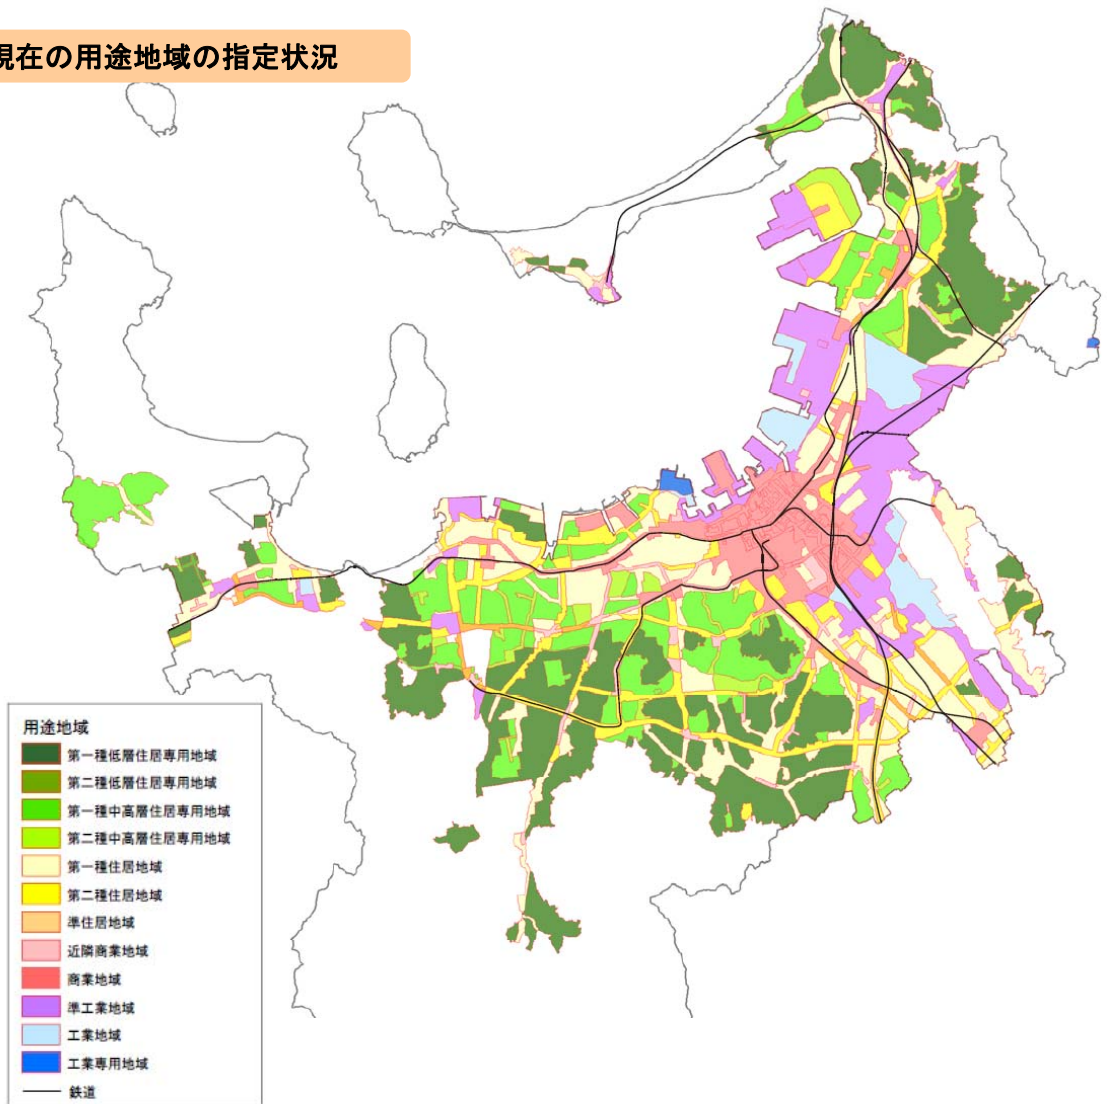 現在の用途地域の指定状況
用途地域
第一種低層住居専用地域
第二種低層住居専用地域
第一種中高層住居専用地域
第二種中高層住居専用地域
第一種住居地域
第二種住居地域
準住居地域
近隣商業地域
商業地域
準工業地域
工業地域
工業専用地域
鉄道